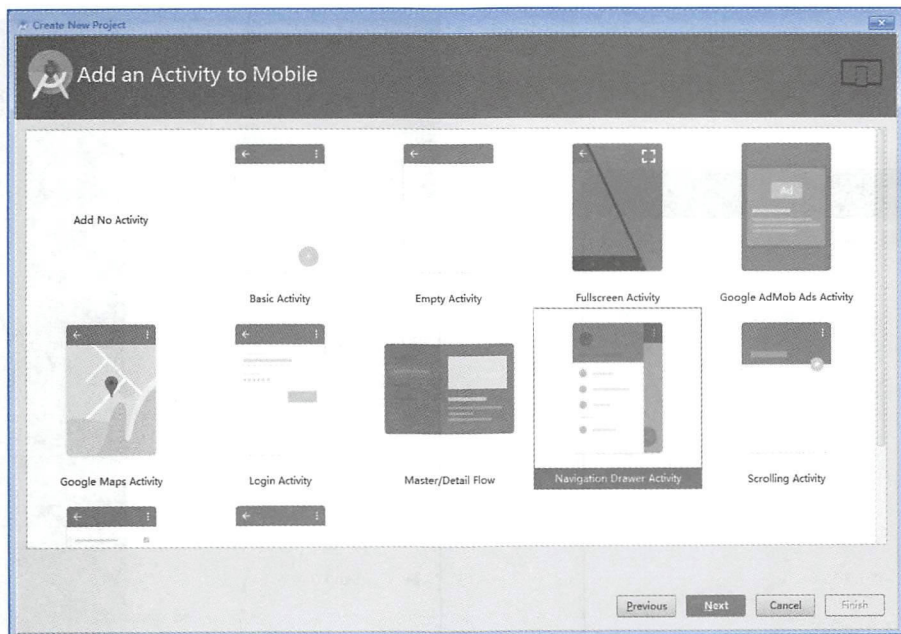 Create New Project
Add an Activity to Mobile
Add No Activity
Basic Activity
Empty Activity
Fullscreen Activity
Ad
Google AdMob Ads Activity
Google Maps Activity
Login Activity
Master/Detail Flow
Navigation Drawer Activity
Scrolling Activity
Previous
Next
Cancel
Finish